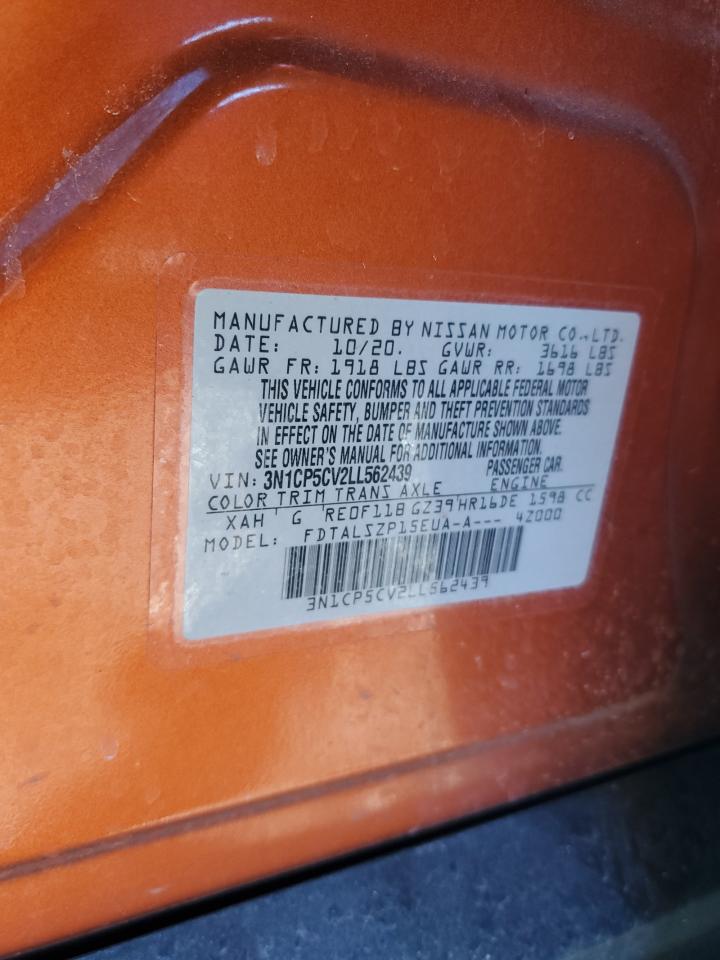 MANUFACTURED BY NISSAN MOTOR CO.,LTD.
DATE: 10/20. GVWR: 3616 LBS
GAWR FR: 1918 LBS GAWR RR: 1698 LBS
THIS VEHICLE CONFORMS TO ALL APPLICABLE FEDERAL MOTOR
VEHICLE SAFETY, BUMPER AND THEFT PREVENTION STANDARDS
IN EFFECT ON THE DATE OF MANUFACTURE SHOWN ABOVE.
SEE OWNER'S MANUAL FOR ADDITIONAL INFORMATION.
VIN: 3N1CP5CV2LL562439 PASSENGER CAR.
COLOR TRIM TRANS AXLE ENGINE
XAH G RE0F11B GZ39 HR16DE 1598 CC
MODEL: FDTALSZP15EUA-A--- 4Z000
3N1CP5CV2LL562439